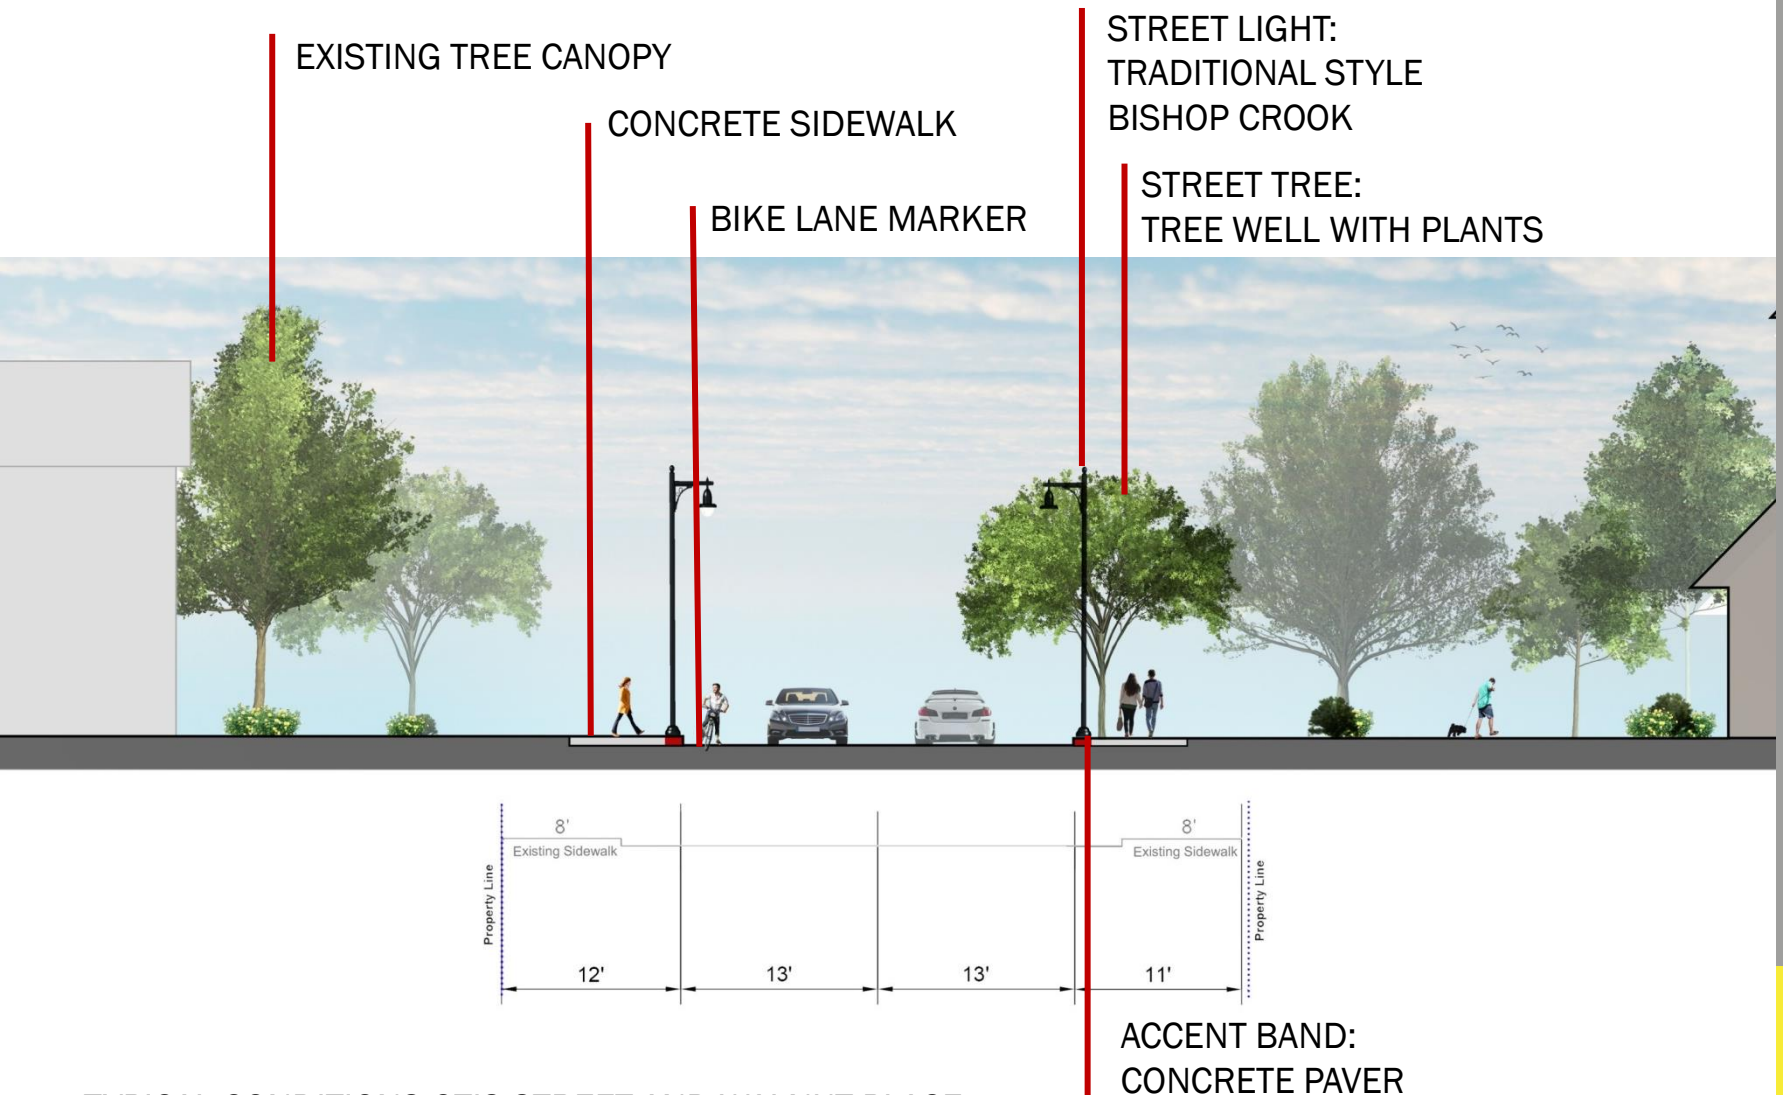 EXISTING TREE CANOPY
CONCRETE SIDEWALK
BIKE LANE MARKER
STREET LIGHT:
TRADITIONAL STYLE
BISHOP CROOK
STREET TREE:
TREE WELL WITH PLANTS
8'
Existing Sidewalk
8'
Existing Sidewalk
Property Line
Property Line
12'
13'
13'
11'
ACCENT BAND:
CONCRETE PAVER